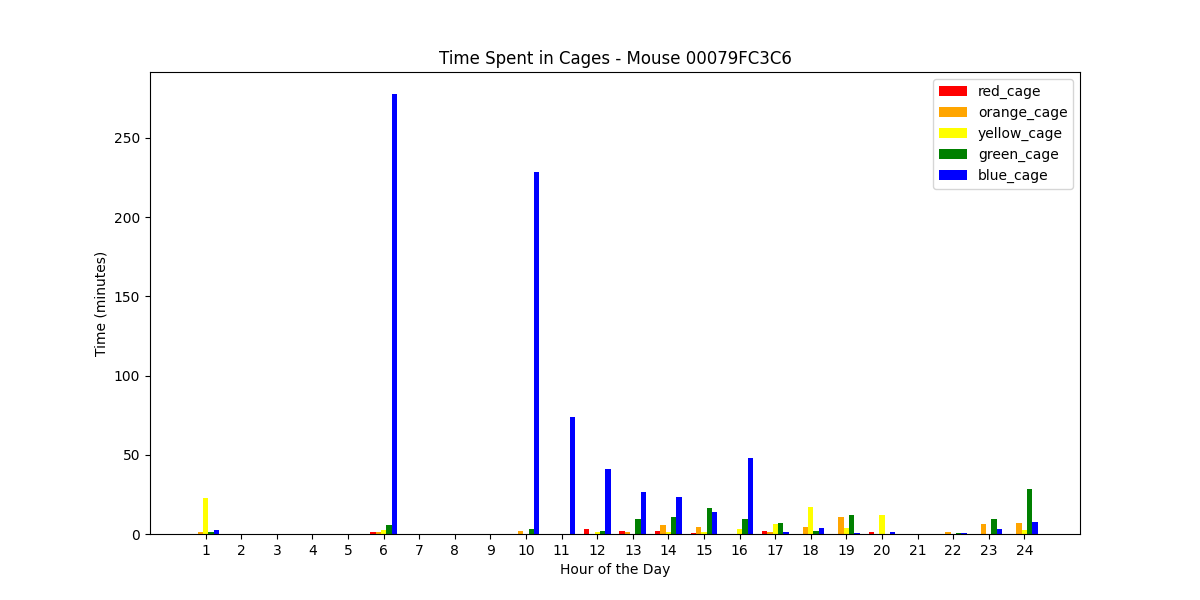 Time Spent in Cages - Mouse 00079FC3C6
red_cage
orange_cage
yellow_cage
green_cage
blue_cage
Time (minutes)
250
200
150
100
50
0
1 2 3 4 5 6 7 8 9 10 11 12 13 14 15 16 17 18 19 20 21 22 23 24
Hour of the Day